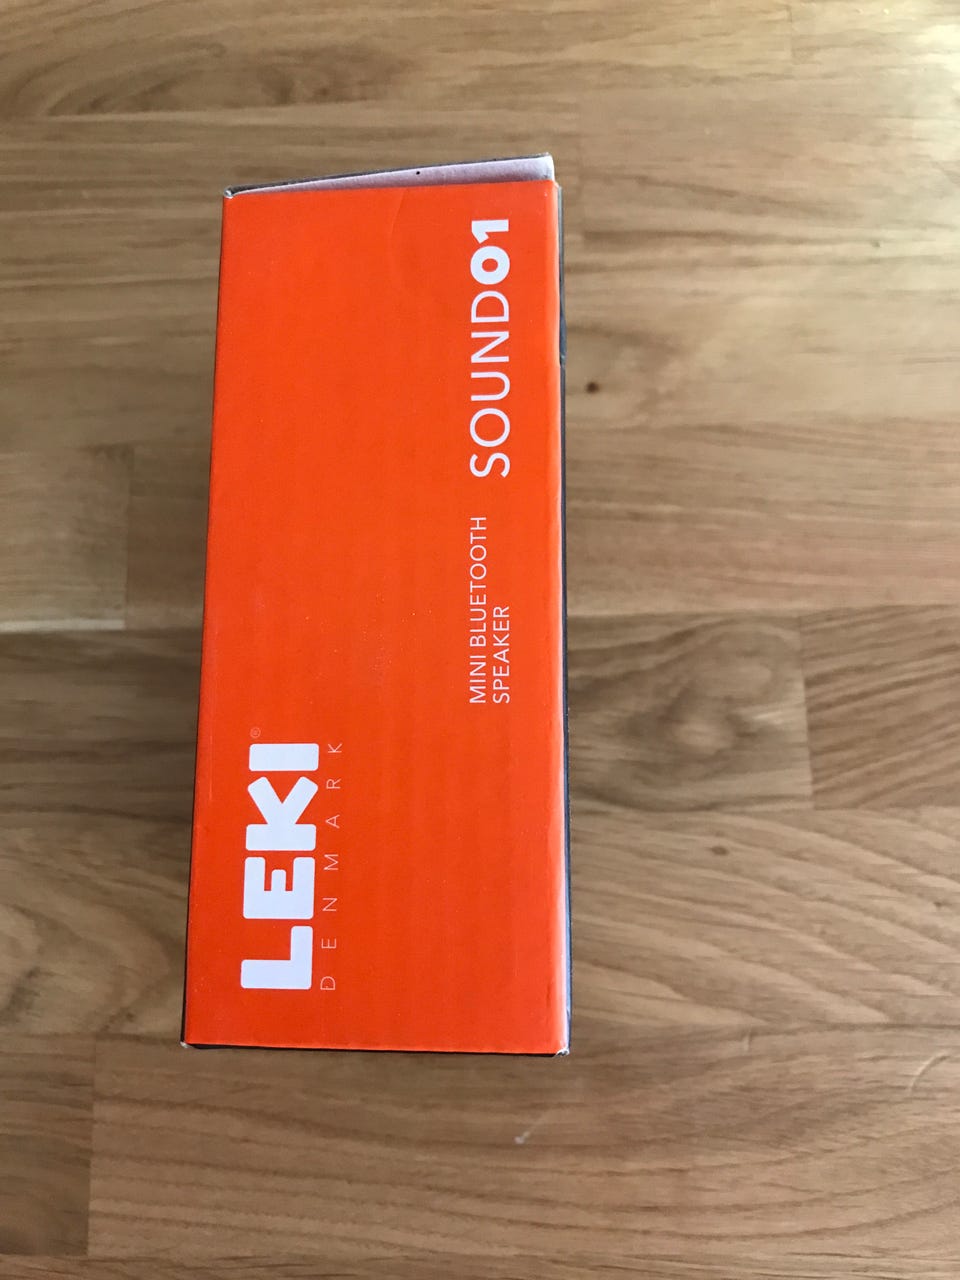 LEKI®
DENMARK
MINI BLUETOOTH
SPEAKER
SOUND01